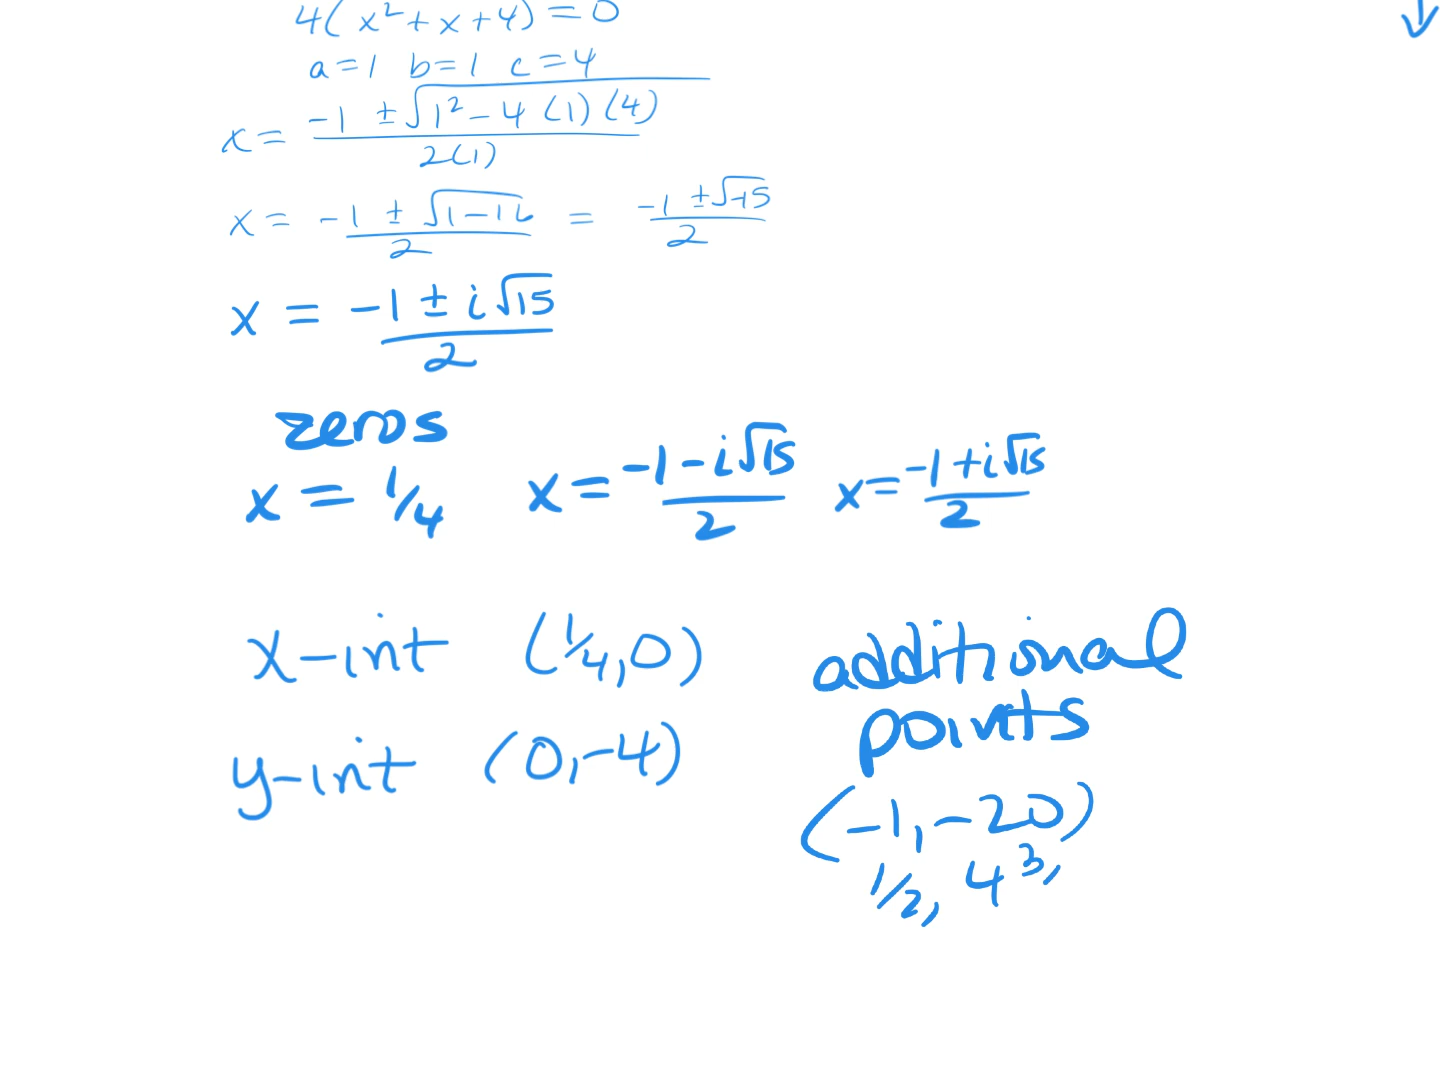 4(x²+x+4)=0
a=1 b=1 c=4
x= -1 ±√1²-4(1)(4) / 2(1)
x= -1 ± √1-16 / 2 = -1 ±√-15 / 2
x = -1 ± i√15 / 2
zeros
x = 1/4 x= -1-i√15 / 2 x= -1+i√15 / 2
x-int (1/4,0)
y-int (0,-4)
additional
points
(-1,-20)
1/2, 4 3,